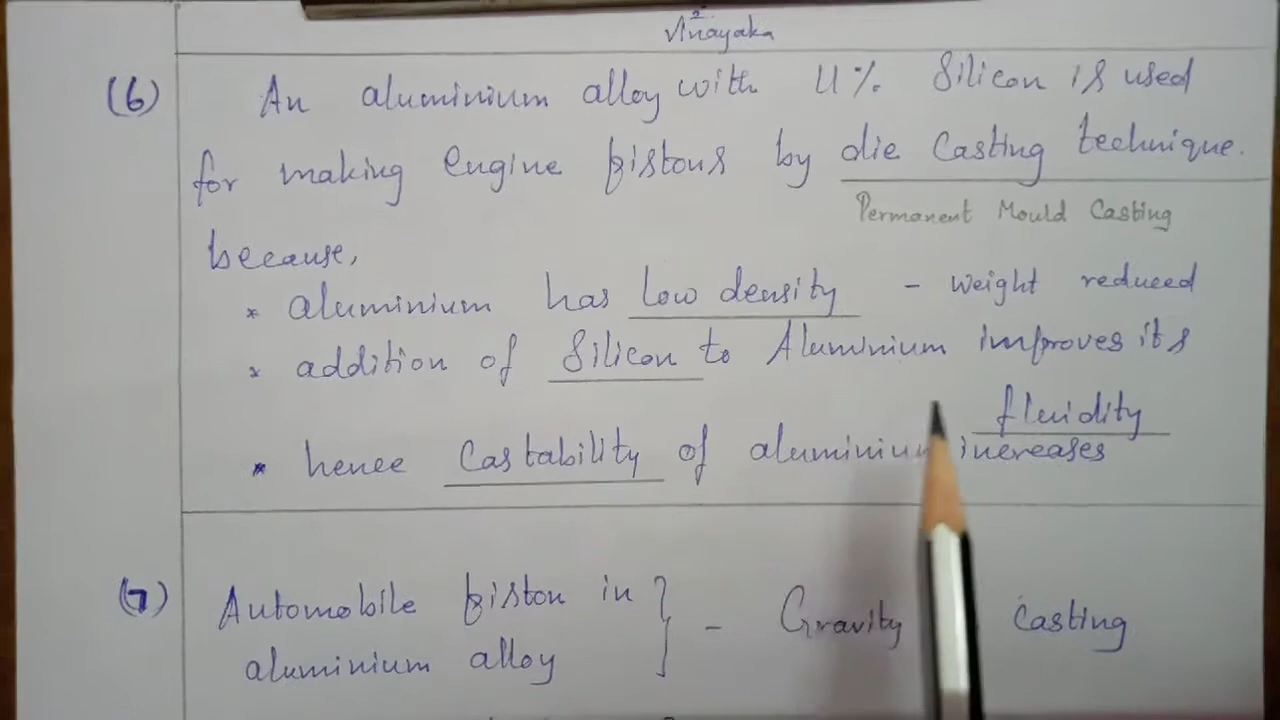 2
Vinayaka
(6) An aluminium alloy with 11% Silicon is used
for making engine pistons by die casting technique.
Permanent Mould Casting
because,
* aluminium has low density - weight reduced
* addition of Silicon to Aluminium improves its
fluidity
* hence Castability of aluminium increases
(7) Automobile piston in
aluminium alloy } - Gravity casting